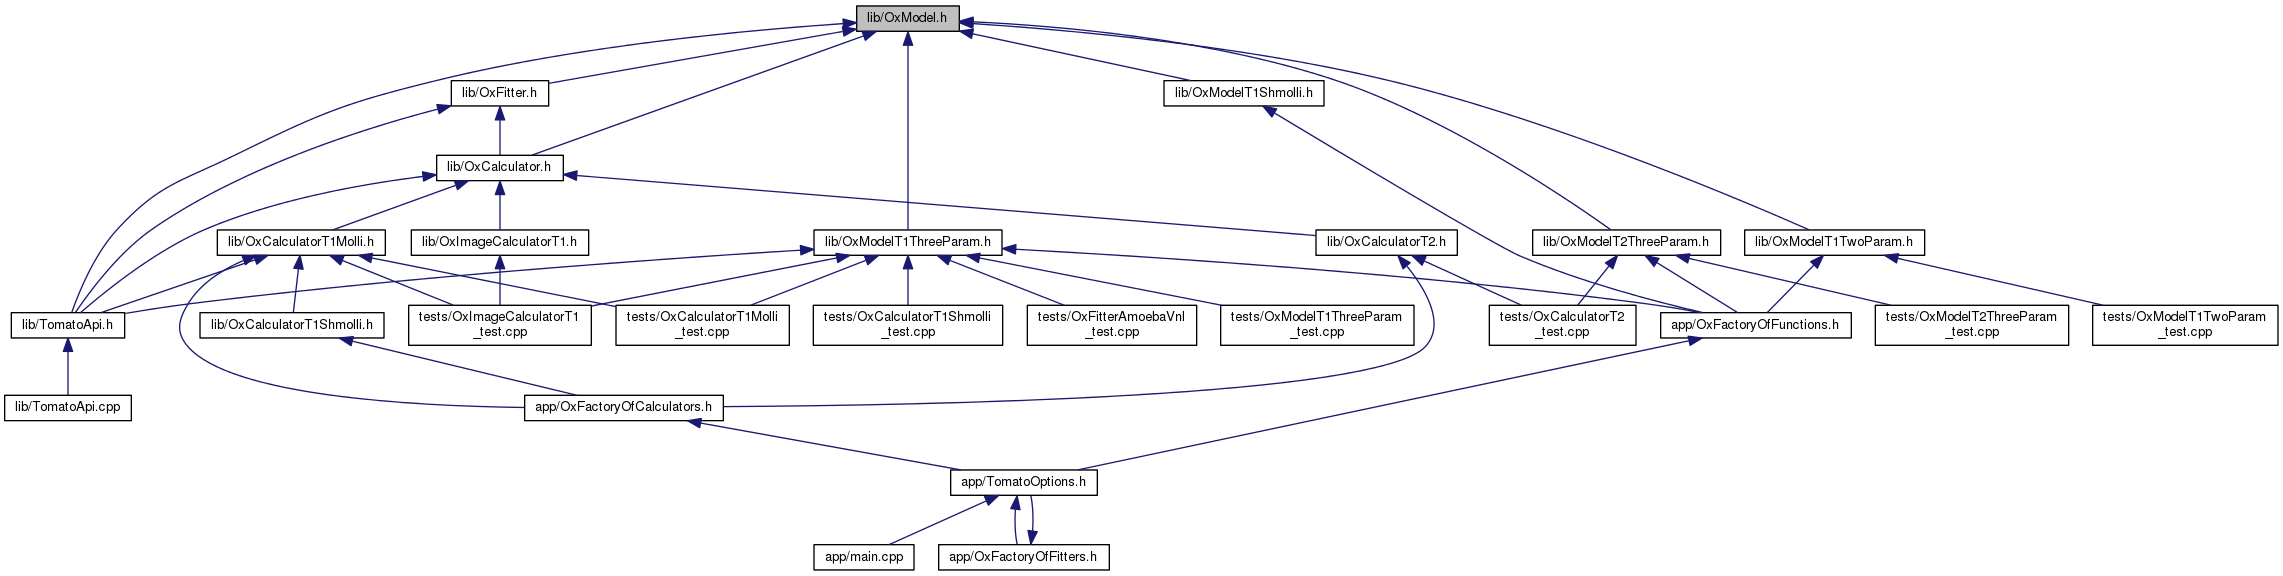 lib/OxModel.h
lib/OxFitter.h
lib/OxModelT1Shmolli.h
lib/OxCalculator.h
lib/OxCalculatorT1Molli.h
lib/OxImageCalculatorT1.h
lib/OxModelT1ThreeParam.h
lib/OxCalculatorT2.h
lib/OxModelT2ThreeParam.h
lib/OxModelT1TwoParam.h
lib/TomatoApi.h
lib/OxCalculatorT1Shmolli.h
tests/OxImageCalculatorT1
_test.cpp
tests/OxCalculatorT1Molli
_test.cpp
tests/OxCalculatorT1Shmolli
_test.cpp
tests/OxFitterAmoebaVnl
_test.cpp
tests/OxModelT1ThreeParam
_test.cpp
tests/OxCalculatorT2
_test.cpp
app/OxFactoryOfFunctions.h
tests/OxModelT2ThreeParam
_test.cpp
tests/OxModelT1TwoParam
_test.cpp
lib/TomatoApi.cpp
app/OxFactoryOfCalculators.h
app/TomatoOptions.h
app/main.cpp
app/OxFactoryOfFitters.h